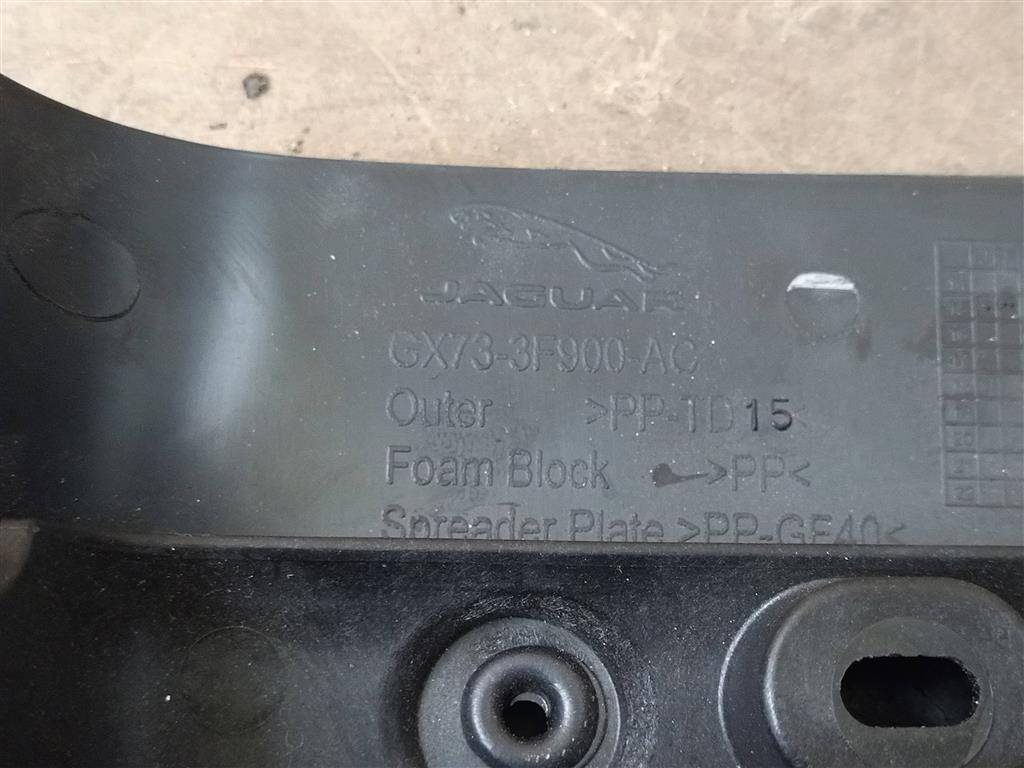 JAGUAR
GX73-3F900-AC
Outer >PP-TD15<
Foam Block >PP<
Spreader Plate >PP-GF40<